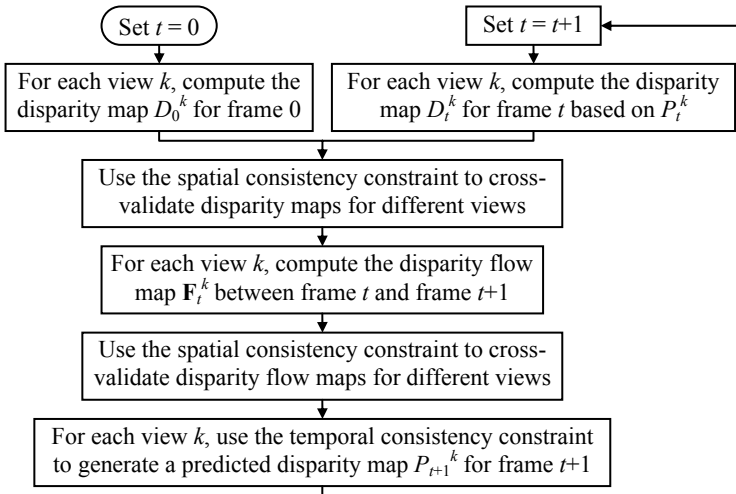 Set t = 0
Set t = t+1
For each view k, compute the
disparity map D₀ᵏ for frame 0
For each view k, compute the disparity
map Dₜᵏ for frame t based on Pₜᵏ
Use the spatial consistency constraint to cross-
validate disparity maps for different views
For each view k, compute the disparity flow
map Fₜᵏ between frame t and frame t+1
Use the spatial consistency constraint to cross-
validate disparity flow maps for different views
For each view k, use the temporal consistency constraint
to generate a predicted disparity map Pₜ₊₁ᵏ for frame t+1